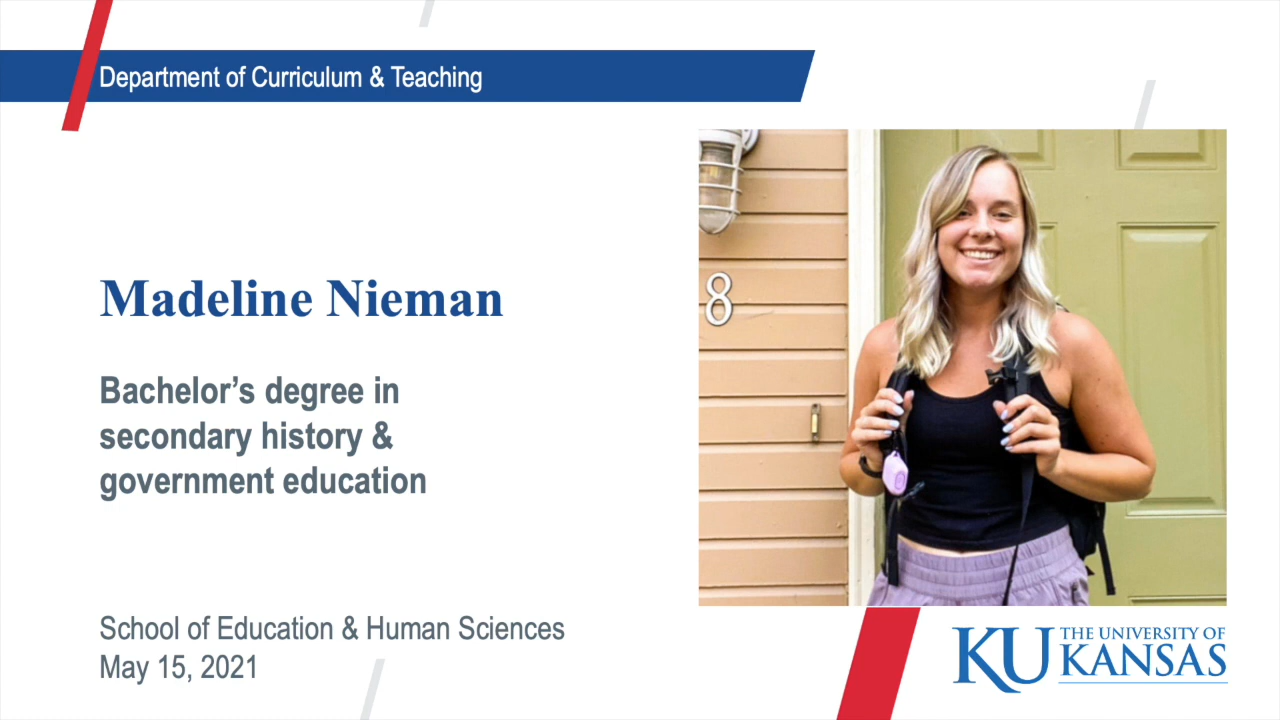 Department of Curriculum & Teaching
Madeline Nieman
Bachelor’s degree in
secondary history &
government education
8
School of Education & Human Sciences
May 15, 2021
KU THE UNIVERSITY OF
KANSAS